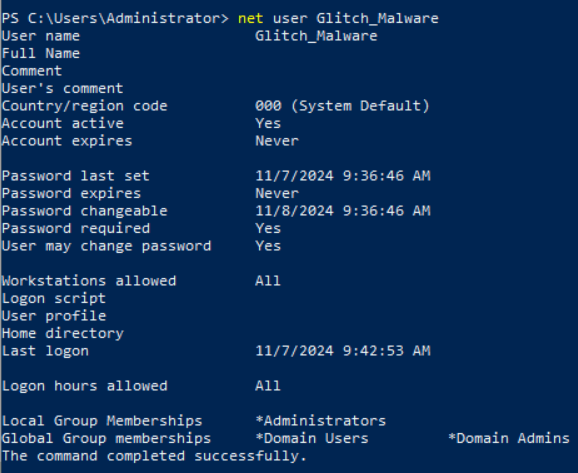 PS C:\Users\Administrator> net user Glitch_Malware
User name                    Glitch_Malware
Full Name
Comment
User's comment
Country/region code          000 (System Default)
Account active               Yes
Account expires              Never

Password last set            11/7/2024 9:36:46 AM
Password expires             Never
Password changeable          11/8/2024 9:36:46 AM
Password required            Yes
User may change password     Yes

Workstations allowed         All
Logon script
User profile
Home directory
Last logon                   11/7/2024 9:42:53 AM

Logon hours allowed          All

Local Group Memberships      *Administrators
Global Group memberships     *Domain Users         *Domain Admins
The command completed successfully.